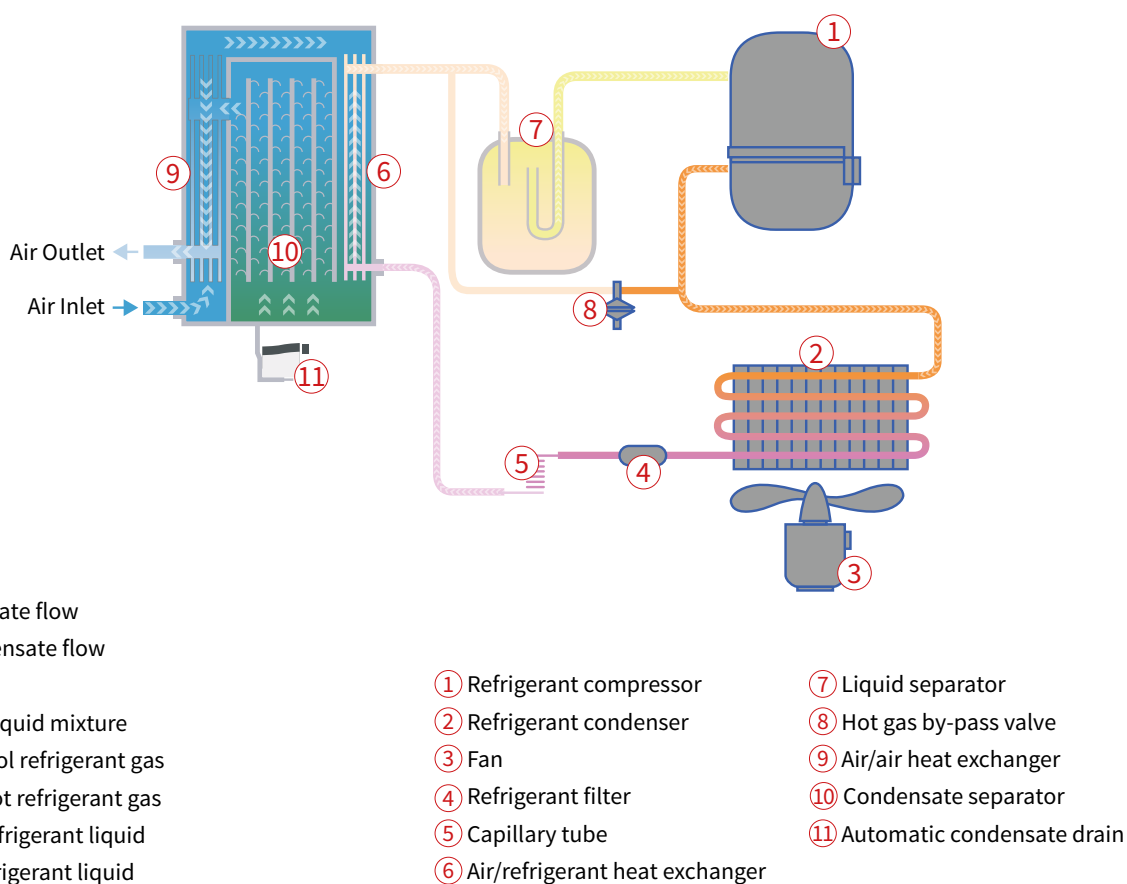 1
7
9
6
Air Outlet
10
Air Inlet
8
2
11
5
4
3
ate flow
ensate flow
quid mixture
ol refrigerant gas
ot refrigerant gas
frigerant liquid
rigerant liquid
1 Refrigerant compressor
2 Refrigerant condenser
3 Fan
4 Refrigerant filter
5 Capillary tube
6 Air/refrigerant heat exchanger
7 Liquid separator
8 Hot gas by-pass valve
9 Air/air heat exchanger
10 Condensate separator
11 Automatic condensate drain